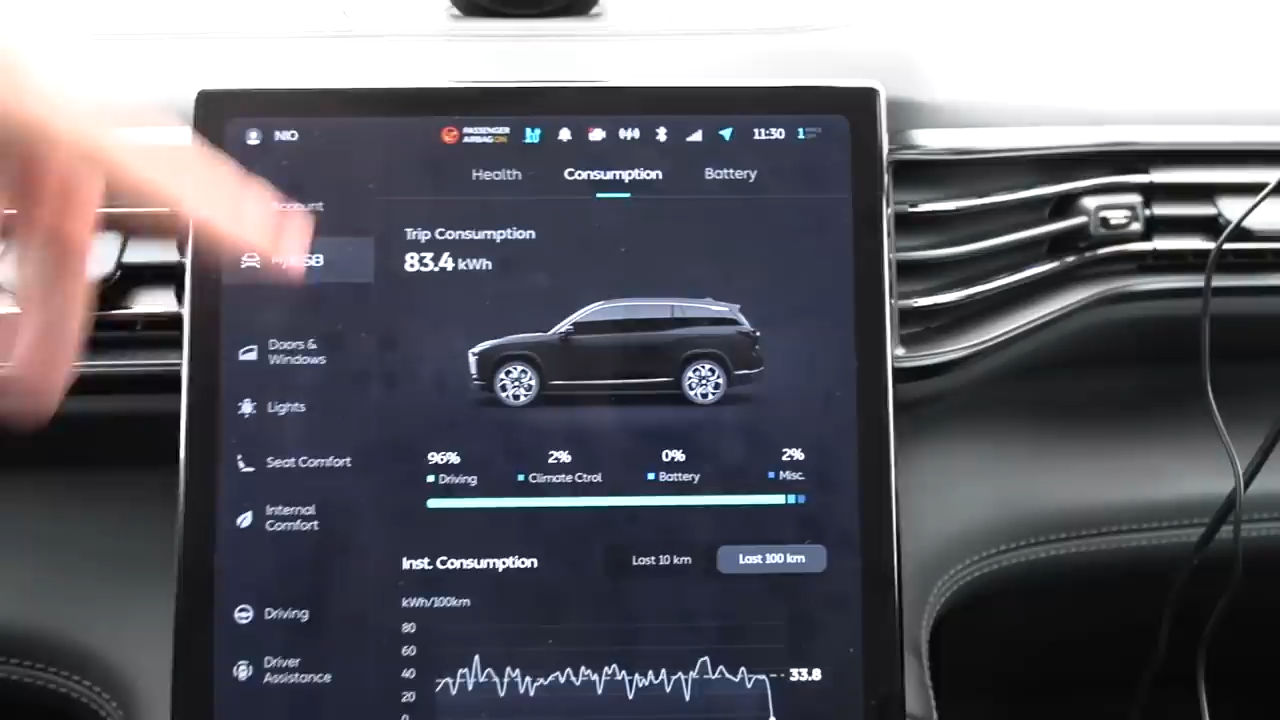 NIO
PASSENGER
AIRBAG ON
11:30
1
Health
Consumption
Battery
Trip Consumption
83.4 kWh
Doors &
Windows
Lights
Seat Comfort
Internal
Comfort
Driving
Driver
Assistance
96%
2%
0%
2%
Driving
Climate Ctrol
Battery
Misc.
Inst. Consumption
Last 10 km
Last 100 km
kWh/100km
80
60
40
20
0
33.8